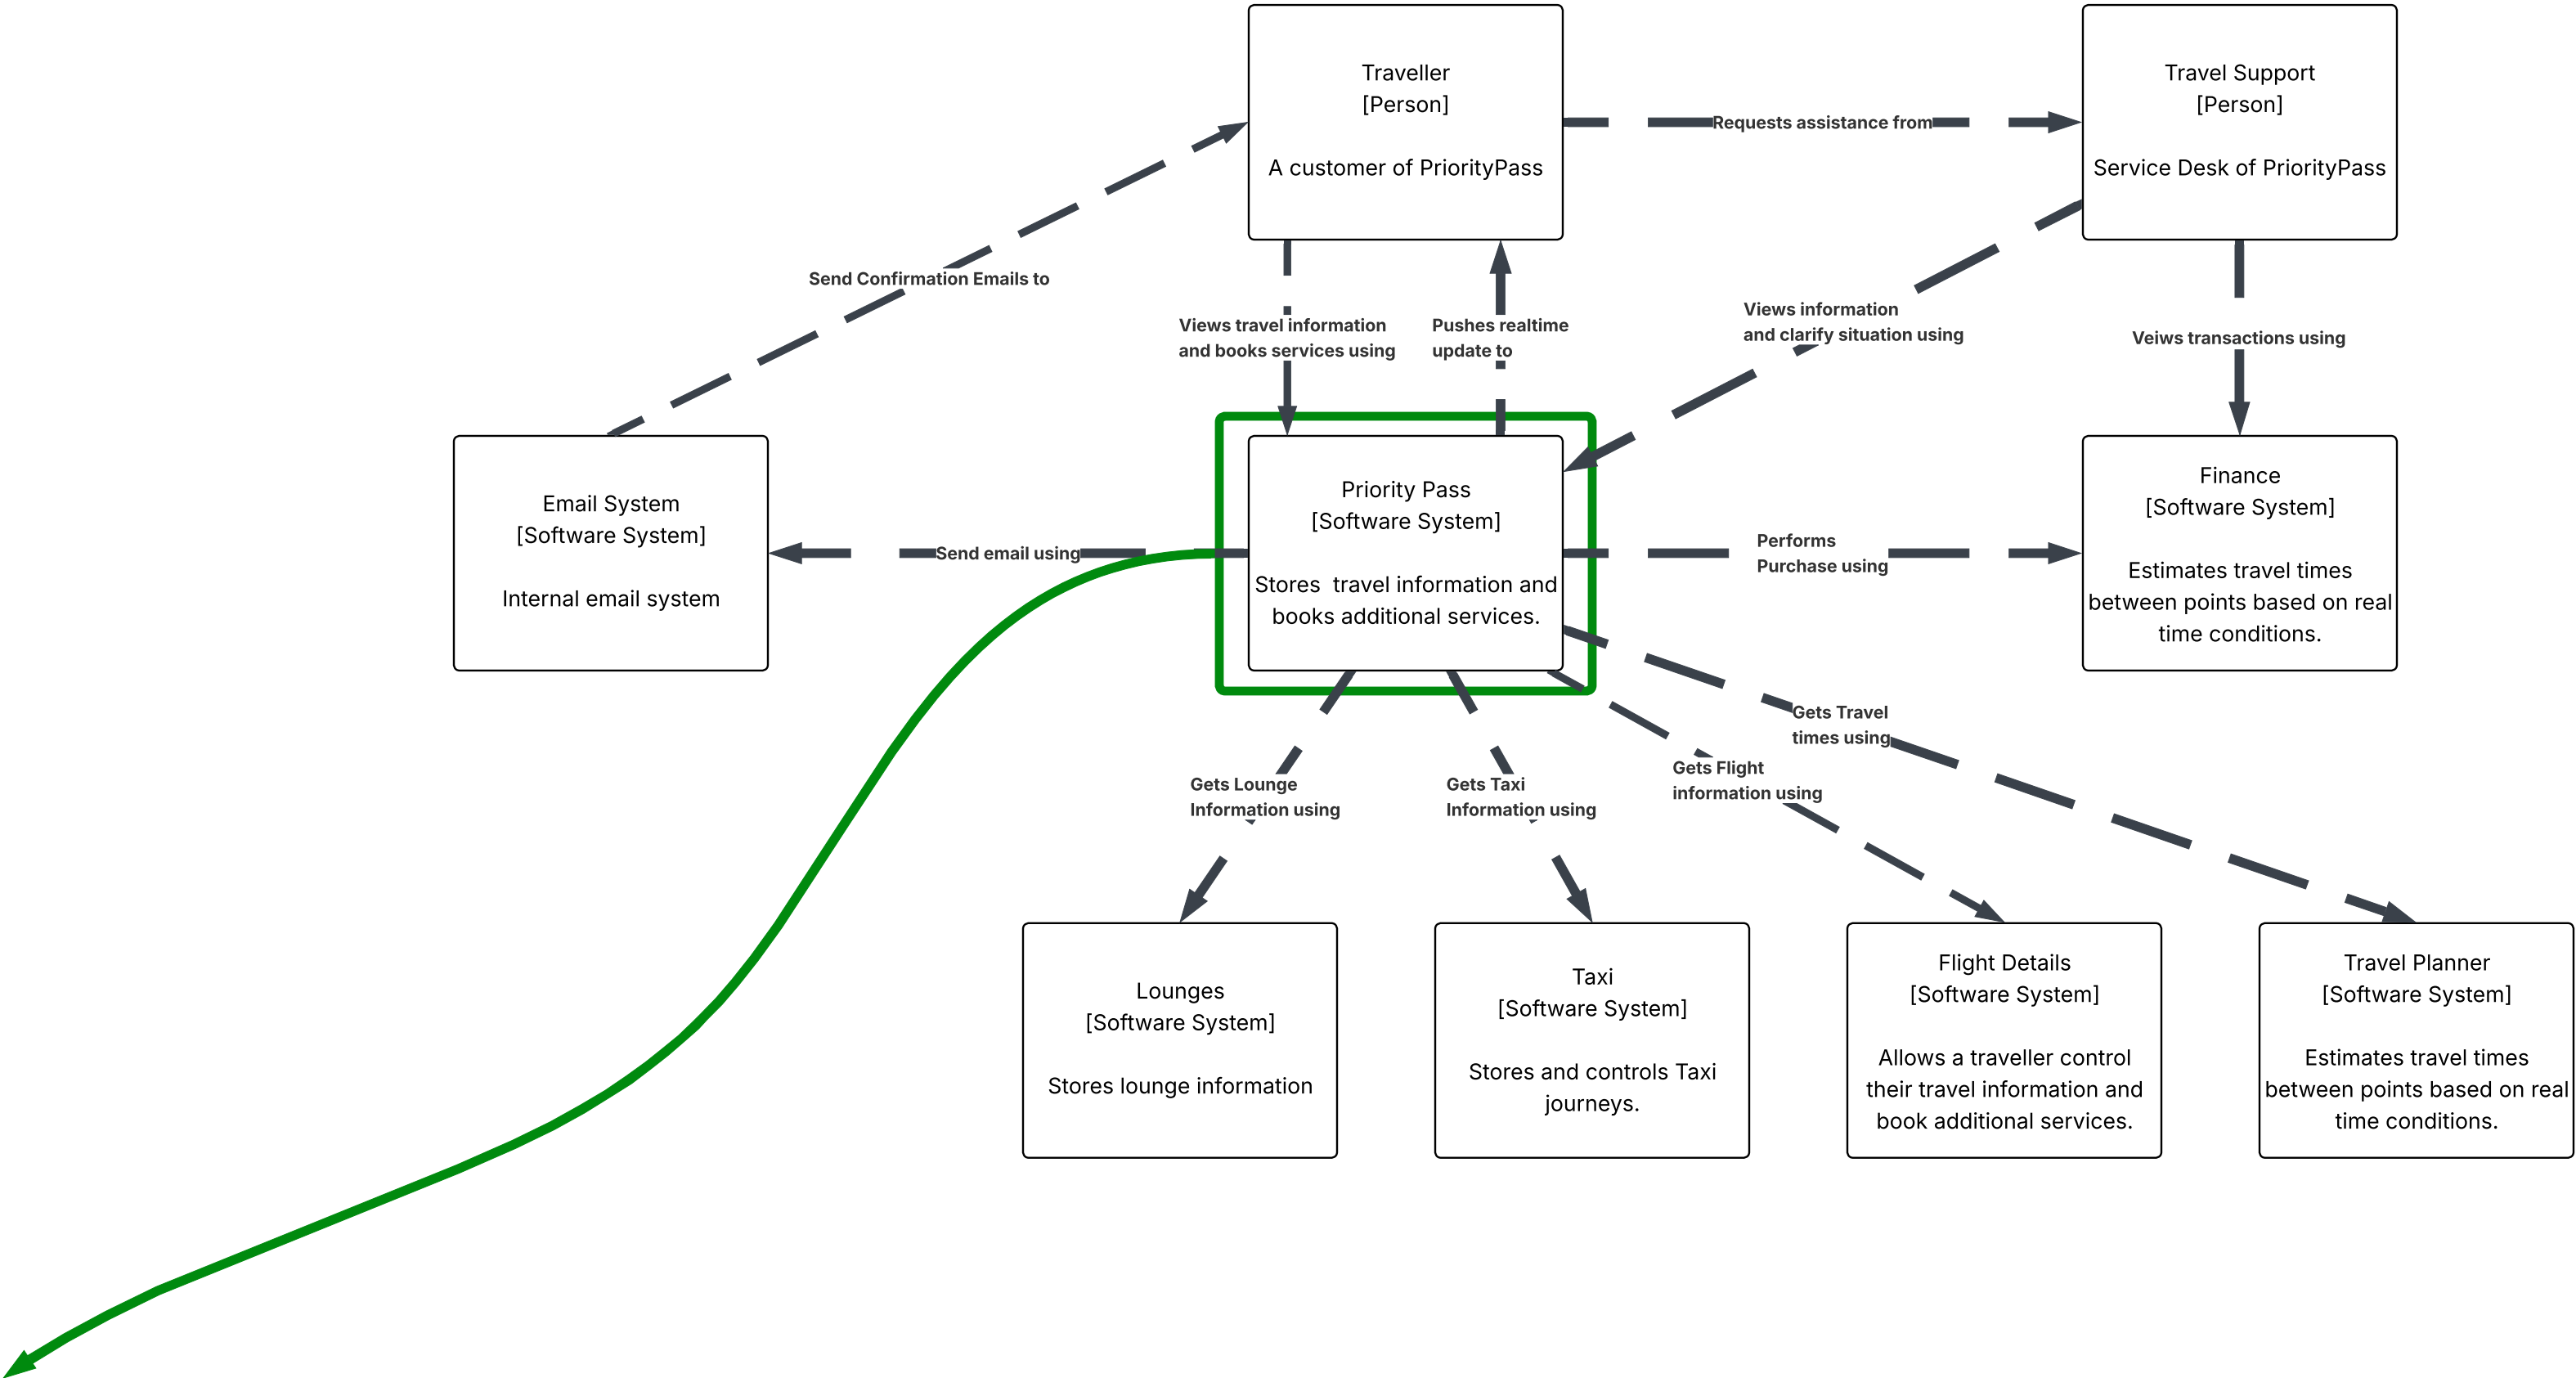 Traveller
[Person]
A customer of PriorityPass
Requests assistance from
Travel Support
[Person]
Service Desk of PriorityPass
Send Confirmation Emails to
Views travel information
and books services using
Pushes realtime
update to
Views information
and clarify situation using
Veiws transactions using
Email System
[Software System]
Internal email system
Send email using
Priority Pass
[Software System]
Stores  travel information and
books additional services.
Performs
Purchase using
Finance
[Software System]
Estimates travel times
between points based on real
time conditions.
Gets Lounge
Information using
Gets Taxi
Information using
Gets Flight
information using
Gets Travel
times using
Lounges
[Software System]
Stores lounge information
Taxi
[Software System]
Stores and controls Taxi
journeys.
Flight Details
[Software System]
Allows a traveller control
their travel information and
book additional services.
Travel Planner
[Software System]
Estimates travel times
between points based on real
time conditions.